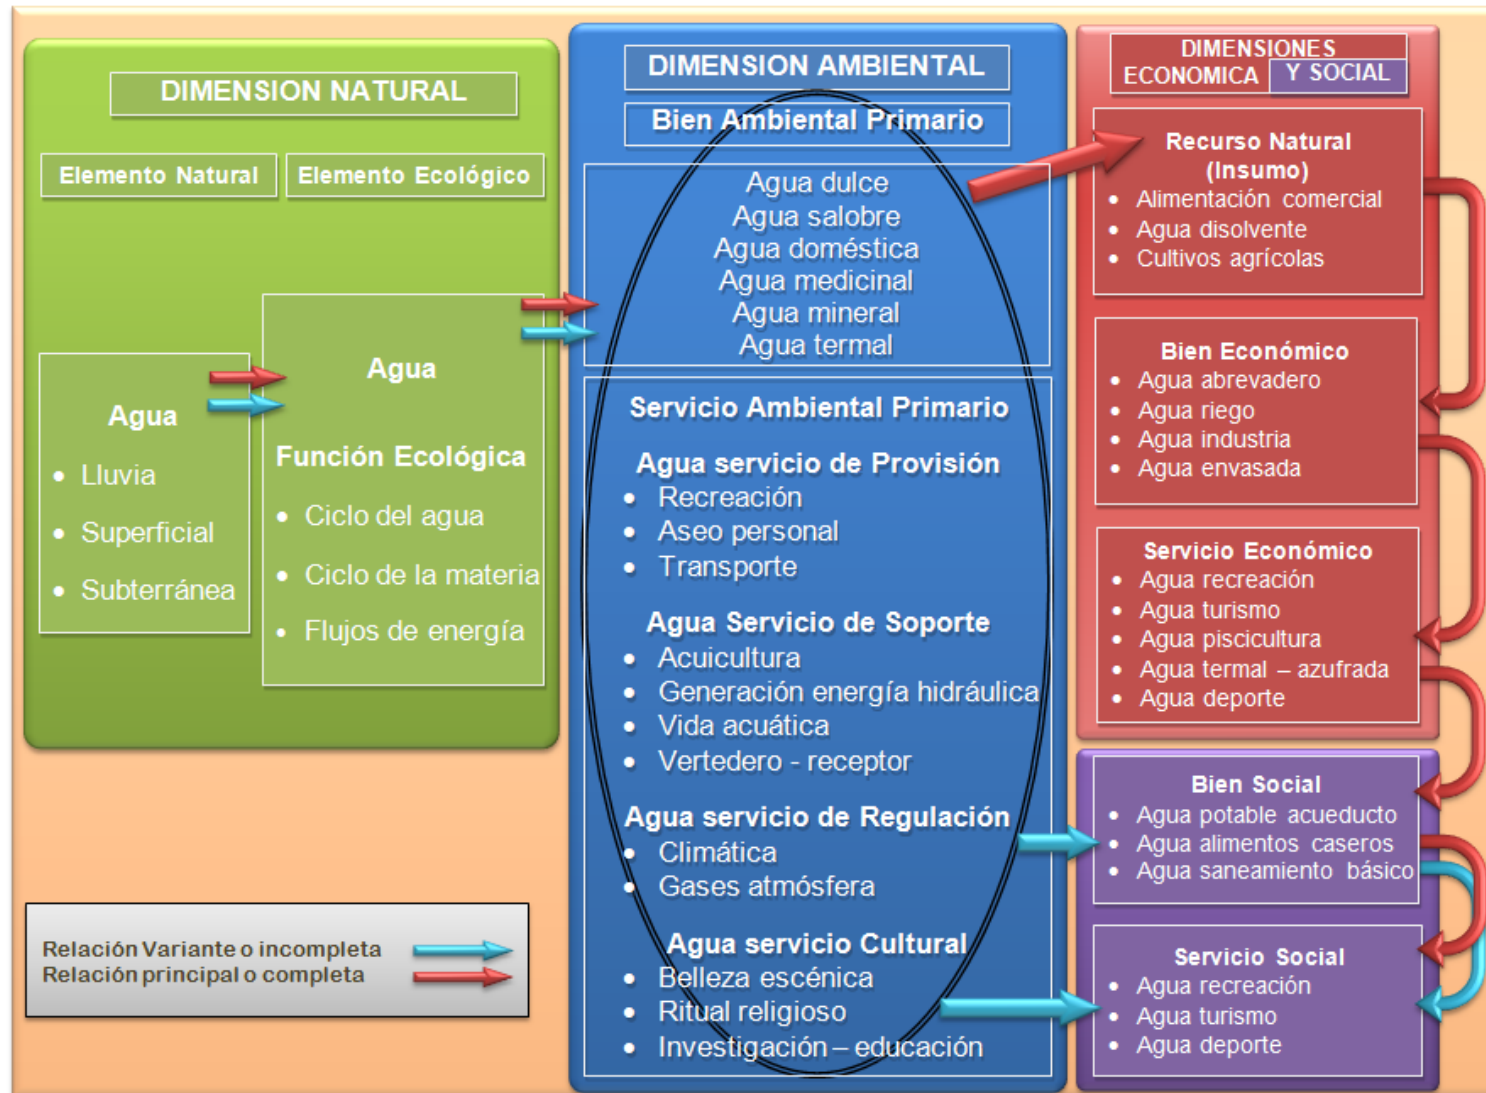 DIMENSION NATURAL
Elemento Natural
Elemento Ecológico
Agua
• Lluvia
• Superficial
• Subterránea
Agua
Función Ecológica
• Ciclo del agua
• Ciclo de la materia
• Flujos de energía
Relación Variante o incompleta
Relación principal o completa
DIMENSION AMBIENTAL
Bien Ambiental Primario
Agua dulce
Agua salobre
Agua doméstica
Agua medicinal
Agua mineral
Agua termal
Servicio Ambiental Primario
Agua servicio de Provisión
• Recreación
• Aseo personal
• Transporte
Agua Servicio de Soporte
• Acuicultura
• Generación energía hidráulica
• Vida acuática
• Vertedero - receptor
Agua servicio de Regulación
• Climática
• Gases atmósfera
Agua servicio Cultural
• Belleza escénica
• Ritual religioso
• Investigación – educación
DIMENSIONES
ECONOMICA Y SOCIAL
Recurso Natural
(Insumo)
• Alimentación comercial
• Agua disolvente
• Cultivos agrícolas
Bien Económico
• Agua abrevadero
• Agua riego
• Agua industria
• Agua envasada
Servicio Económico
• Agua recreación
• Agua turismo
• Agua piscicultura
• Agua termal – azufrada
• Agua deporte
Bien Social
• Agua potable acueducto
• Agua alimentos caseros
• Agua saneamiento básico
Servicio Social
• Agua recreación
• Agua turismo
• Agua deporte